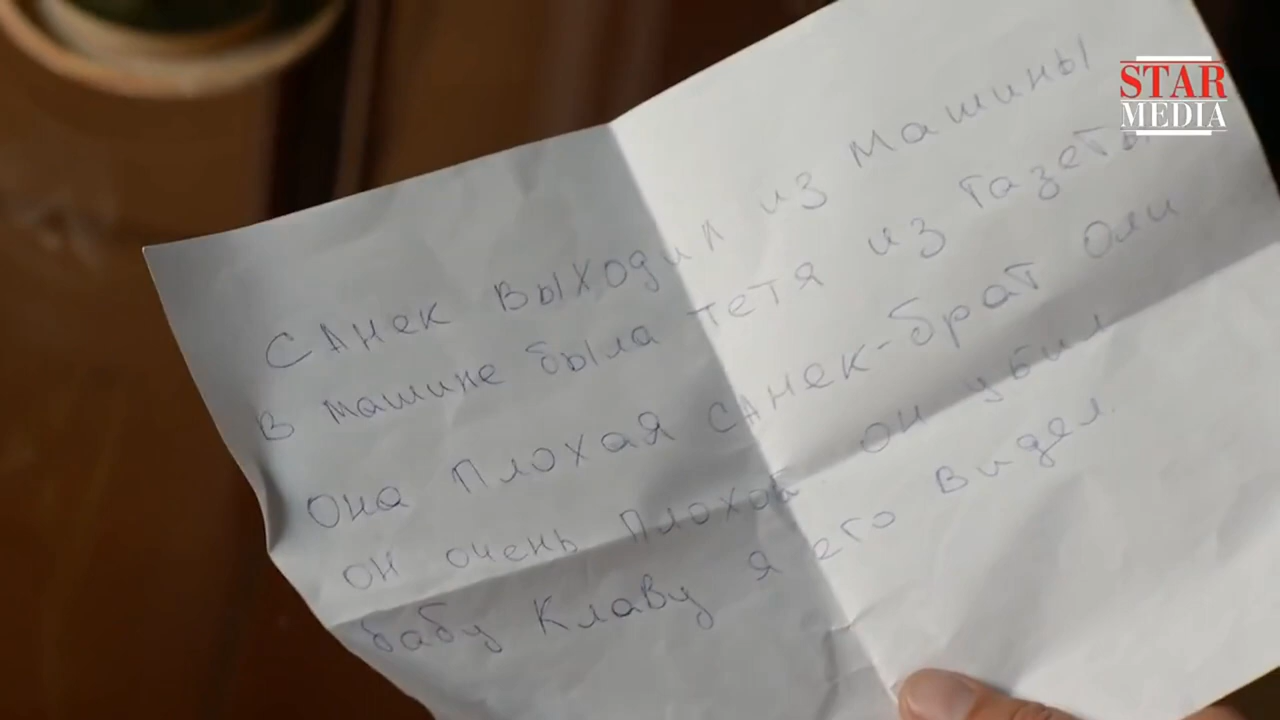 STAR
MEDIA
САнек выходил из машины
в машине была тетя из газеты
Она плохая Санек-брат Оли
он очень плохой он убил
бабу Клаву я его видел.